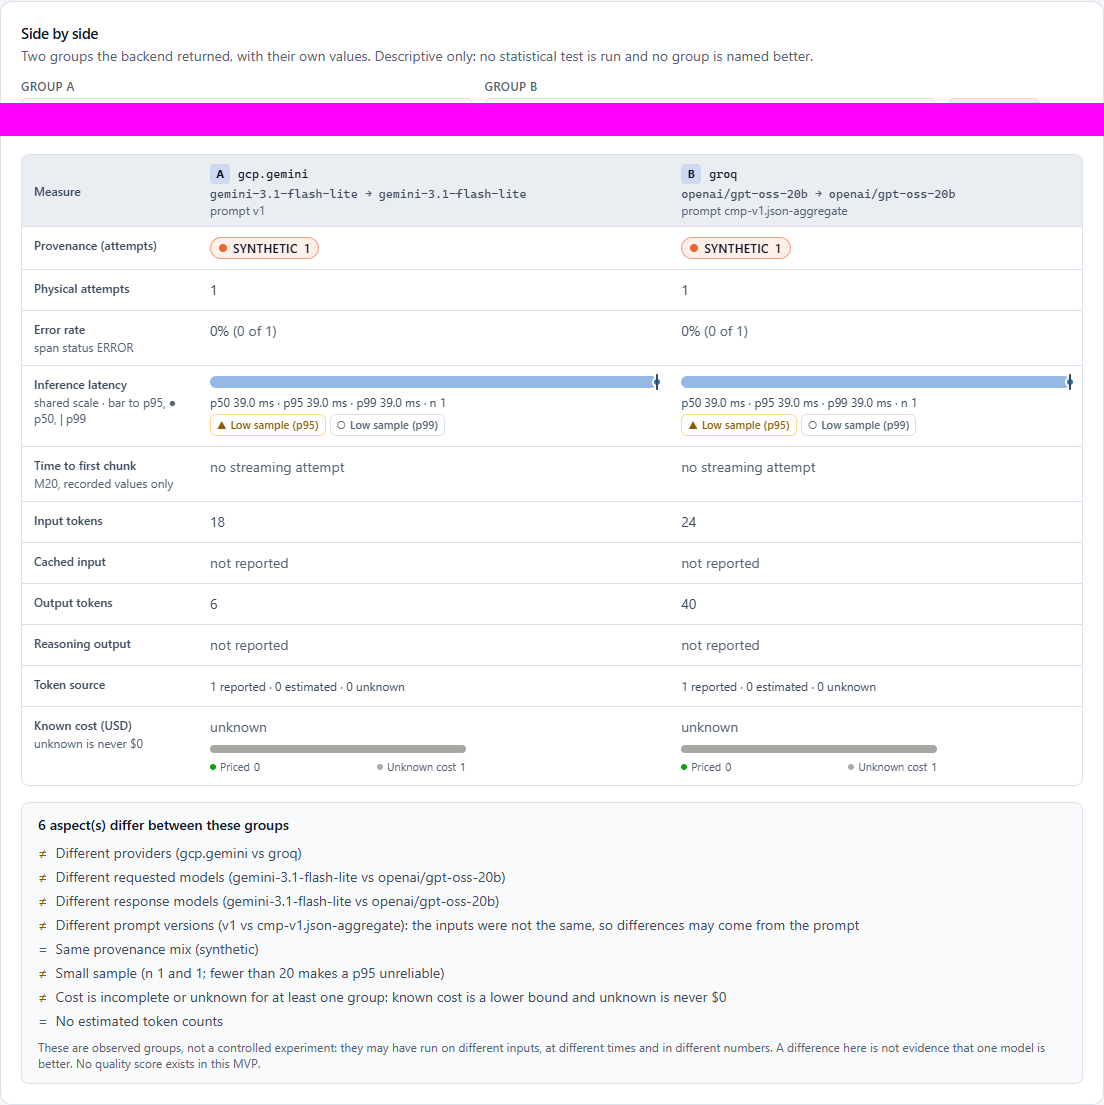 Side by side
Two groups the backend returned, with their own values. Descriptive only: no statistical test is run and no group is named better.
GROUP A GROUP B
Measure
A gcp.gemini
gemini-3.1-flash-lite → gemini-3.1-flash-lite
prompt v1
B groq
openai/gpt-oss-20b → openai/gpt-oss-20b
prompt cmp-v1.json-aggregate
Provenance (attempts) SYNTHETIC 1 SYNTHETIC 1
Physical attempts 1 1
Error rate 0% (0 of 1) 0% (0 of 1)
span status ERROR
Inference latency
shared scale · bar to p95, ●
p50, | p99
p50 39.0 ms · p95 39.0 ms · p99 39.0 ms · n 1
▲ Low sample (p95) ○ Low sample (p99)
p50 39.0 ms · p95 39.0 ms · p99 39.0 ms · n 1
▲ Low sample (p95) ○ Low sample (p99)
Time to first chunk no streaming attempt no streaming attempt
M20, recorded values only
Input tokens 18 24
Cached input not reported not reported
Output tokens 6 40
Reasoning output not reported not reported
Token source 1 reported · 0 estimated · 0 unknown 1 reported · 0 estimated · 0 unknown
Known cost (USD) unknown unknown
unknown is never $0
● Priced 0 ● Unknown cost 1 ● Priced 0 ● Unknown cost 1
6 aspect(s) differ between these groups
≠ Different providers (gcp.gemini vs groq)
≠ Different requested models (gemini-3.1-flash-lite vs openai/gpt-oss-20b)
≠ Different response models (gemini-3.1-flash-lite vs openai/gpt-oss-20b)
≠ Different prompt versions (v1 vs cmp-v1.json-aggregate): the inputs were not the same, so differences may come from the prompt
= Same provenance mix (synthetic)
≠ Small sample (n 1 and 1; fewer than 20 makes a p95 unreliable)
≠ Cost is incomplete or unknown for at least one group: known cost is a lower bound and unknown is never $0
= No estimated token counts
These are observed groups, not a controlled experiment: they may have run on different inputs, at different times and in different numbers. A difference here is not evidence that one model is
better. No quality score exists in this MVP.